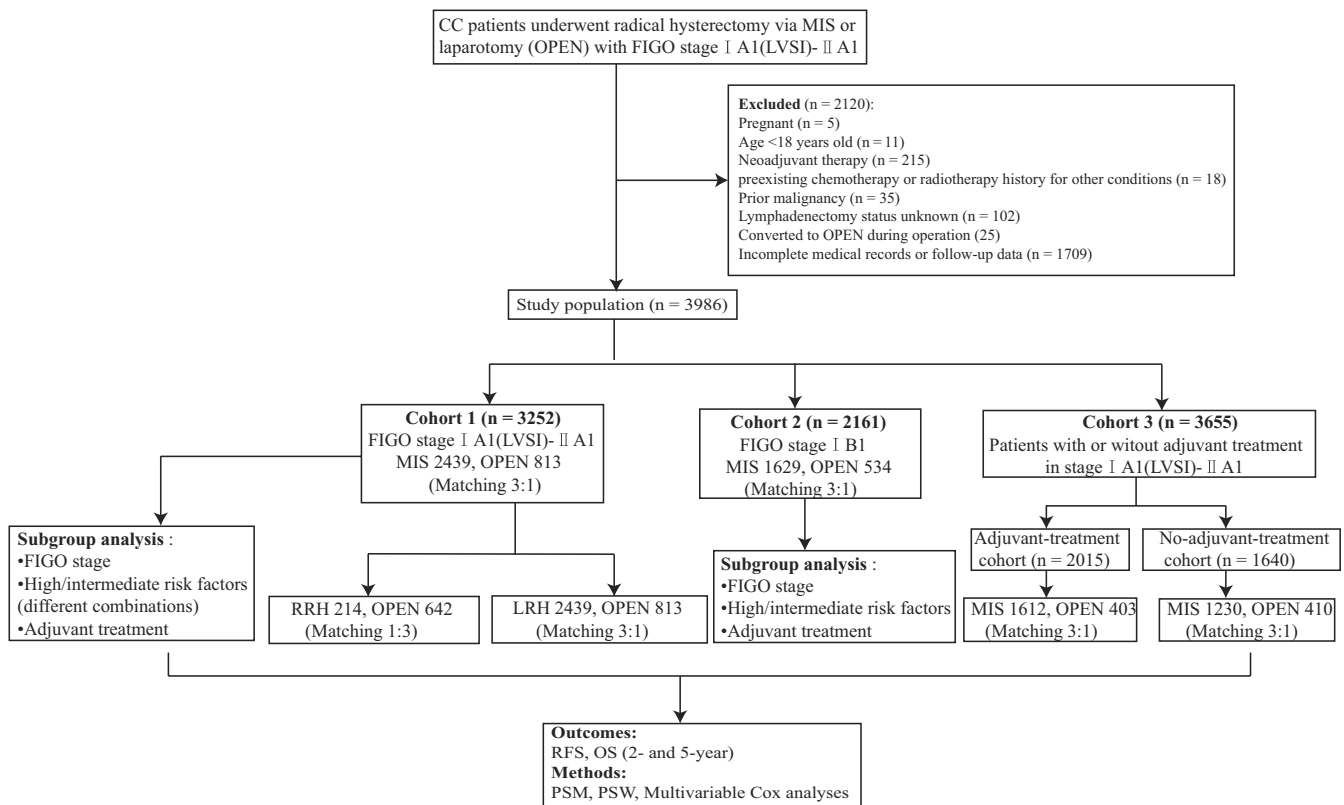 CC patients underwent radical hysterectomy via MIS or
laparotomy (OPEN) with FIGO stage Ⅰ A1(LVSI)- Ⅱ A1
Excluded (n = 2120):
Pregnant (n = 5)
Age <18 years old (n = 11)
Neoadjuvant therapy (n = 215)
preexisting chemotherapy or radiotherapy history for other conditions (n = 18)
Prior malignancy (n = 35)
Lymphadenectomy status unknown (n = 102)
Converted to OPEN during operation (25)
Incomplete medical records or follow-up data (n = 1709)
Study population (n = 3986)
Cohort 1 (n = 3252)
FIGO stage Ⅰ A1(LVSI)- Ⅱ A1
MIS 2439, OPEN 813
(Matching 3:1)
Cohort 2 (n = 2161)
FIGO stage Ⅰ B1
MIS 1629, OPEN 534
(Matching 3:1)
Cohort 3 (n = 3655)
Patients with or witout adjuvant treatment
in stage Ⅰ A1(LVSI)- Ⅱ A1
Subgroup analysis :
•FIGO stage
•High/intermediate risk factors
(different combinations)
•Adjuvant treatment
RRH 214, OPEN 642
(Matching 1:3)
LRH 2439, OPEN 813
(Matching 3:1)
Subgroup analysis :
•FIGO stage
•High/intermediate risk factors
•Adjuvant treatment
Adjuvant-treatment
cohort (n = 2015)
No-adjuvant-treatment
cohort (n = 1640)
MIS 1612, OPEN 403
(Matching 3:1)
MIS 1230, OPEN 410
(Matching 3:1)
Outcomes:
RFS, OS (2- and 5-year)
Methods:
PSM, PSW, Multivariable Cox analyses